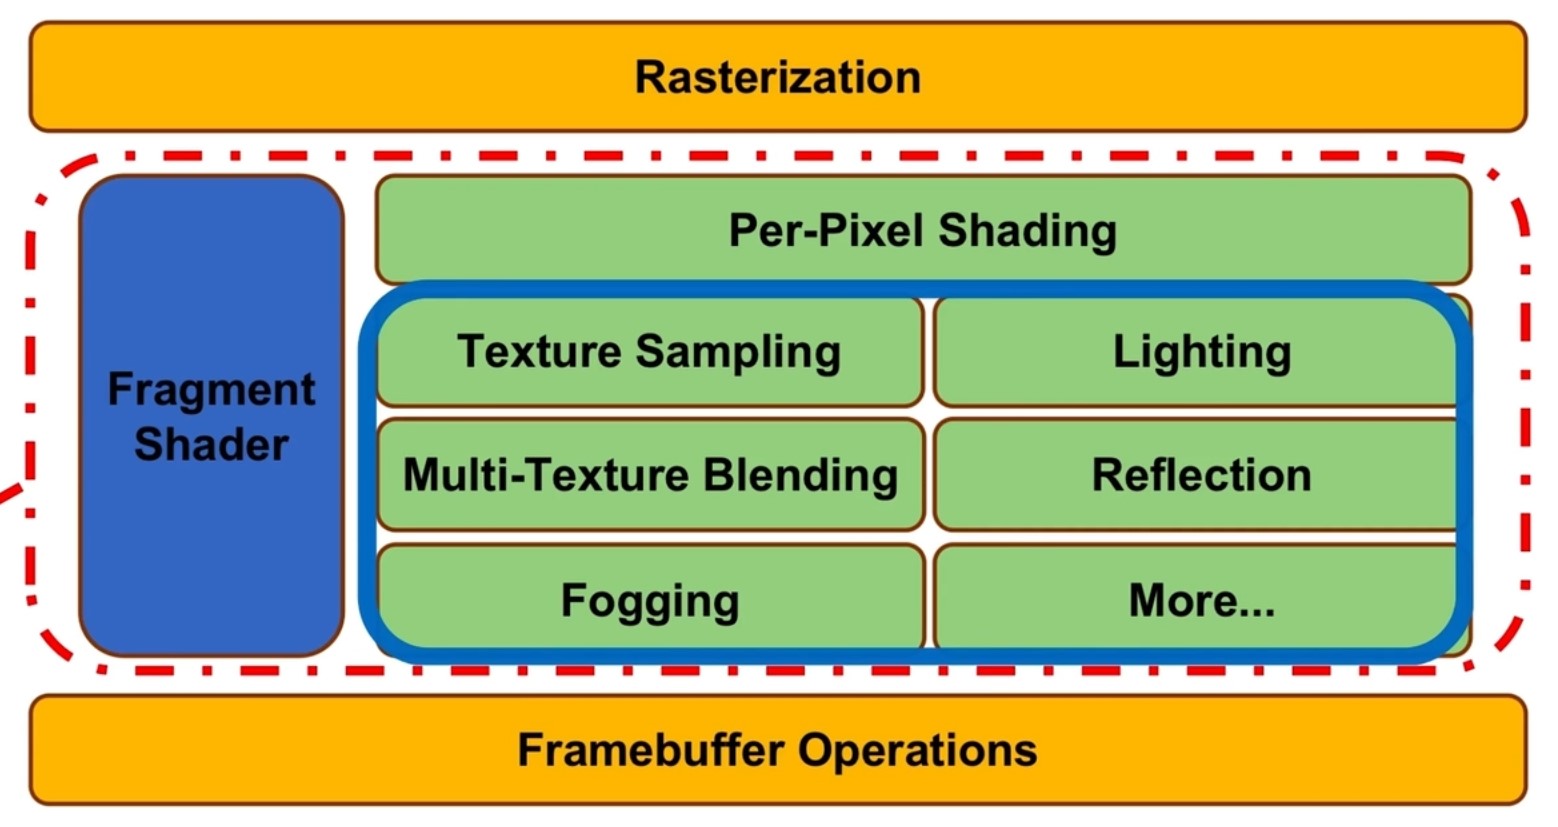 Rasterization
Fragment
Shader
Per-Pixel Shading
Texture Sampling
Lighting
Multi-Texture Blending
Reflection
Fogging
More...
Framebuffer Operations